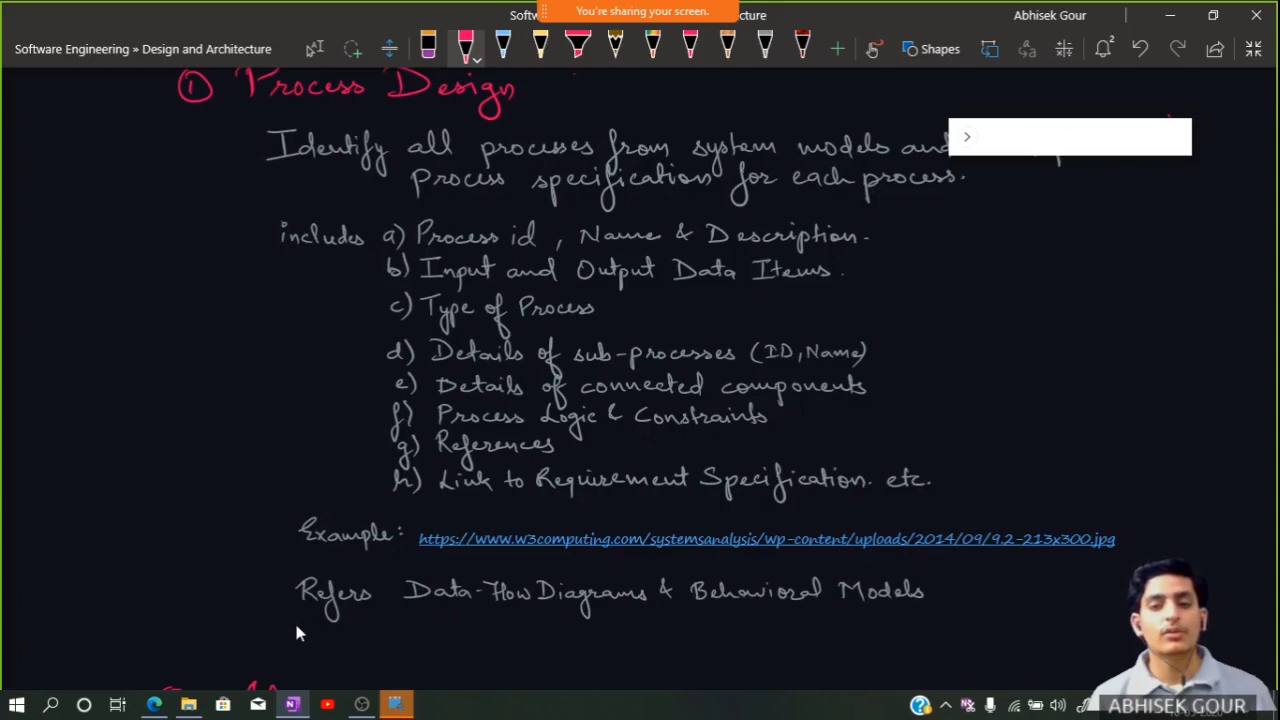 You're sharing your screen.
Softw
cture
Abhisek Gour
Software Engineering » Design and Architecture
Shapes
① Process Design
Identify all processes from system models and
Process specification for each process.
includes a) Process id, Name & Description.
b) Input and Output Data Items.
c) Type of Process
d) Details of sub-processes (ID, Name)
e) Details of connected components
f) Process Logic & Constraints
g) References
h) Link to Requirement Specification. etc.
Example: https://www.w3computing.com/systemsanalysis/wp-content/uploads/2014/09/9.2-213x300.jpg
Refers Data-Flow Diagrams & Behavioral Models
ABHISEK GOUR